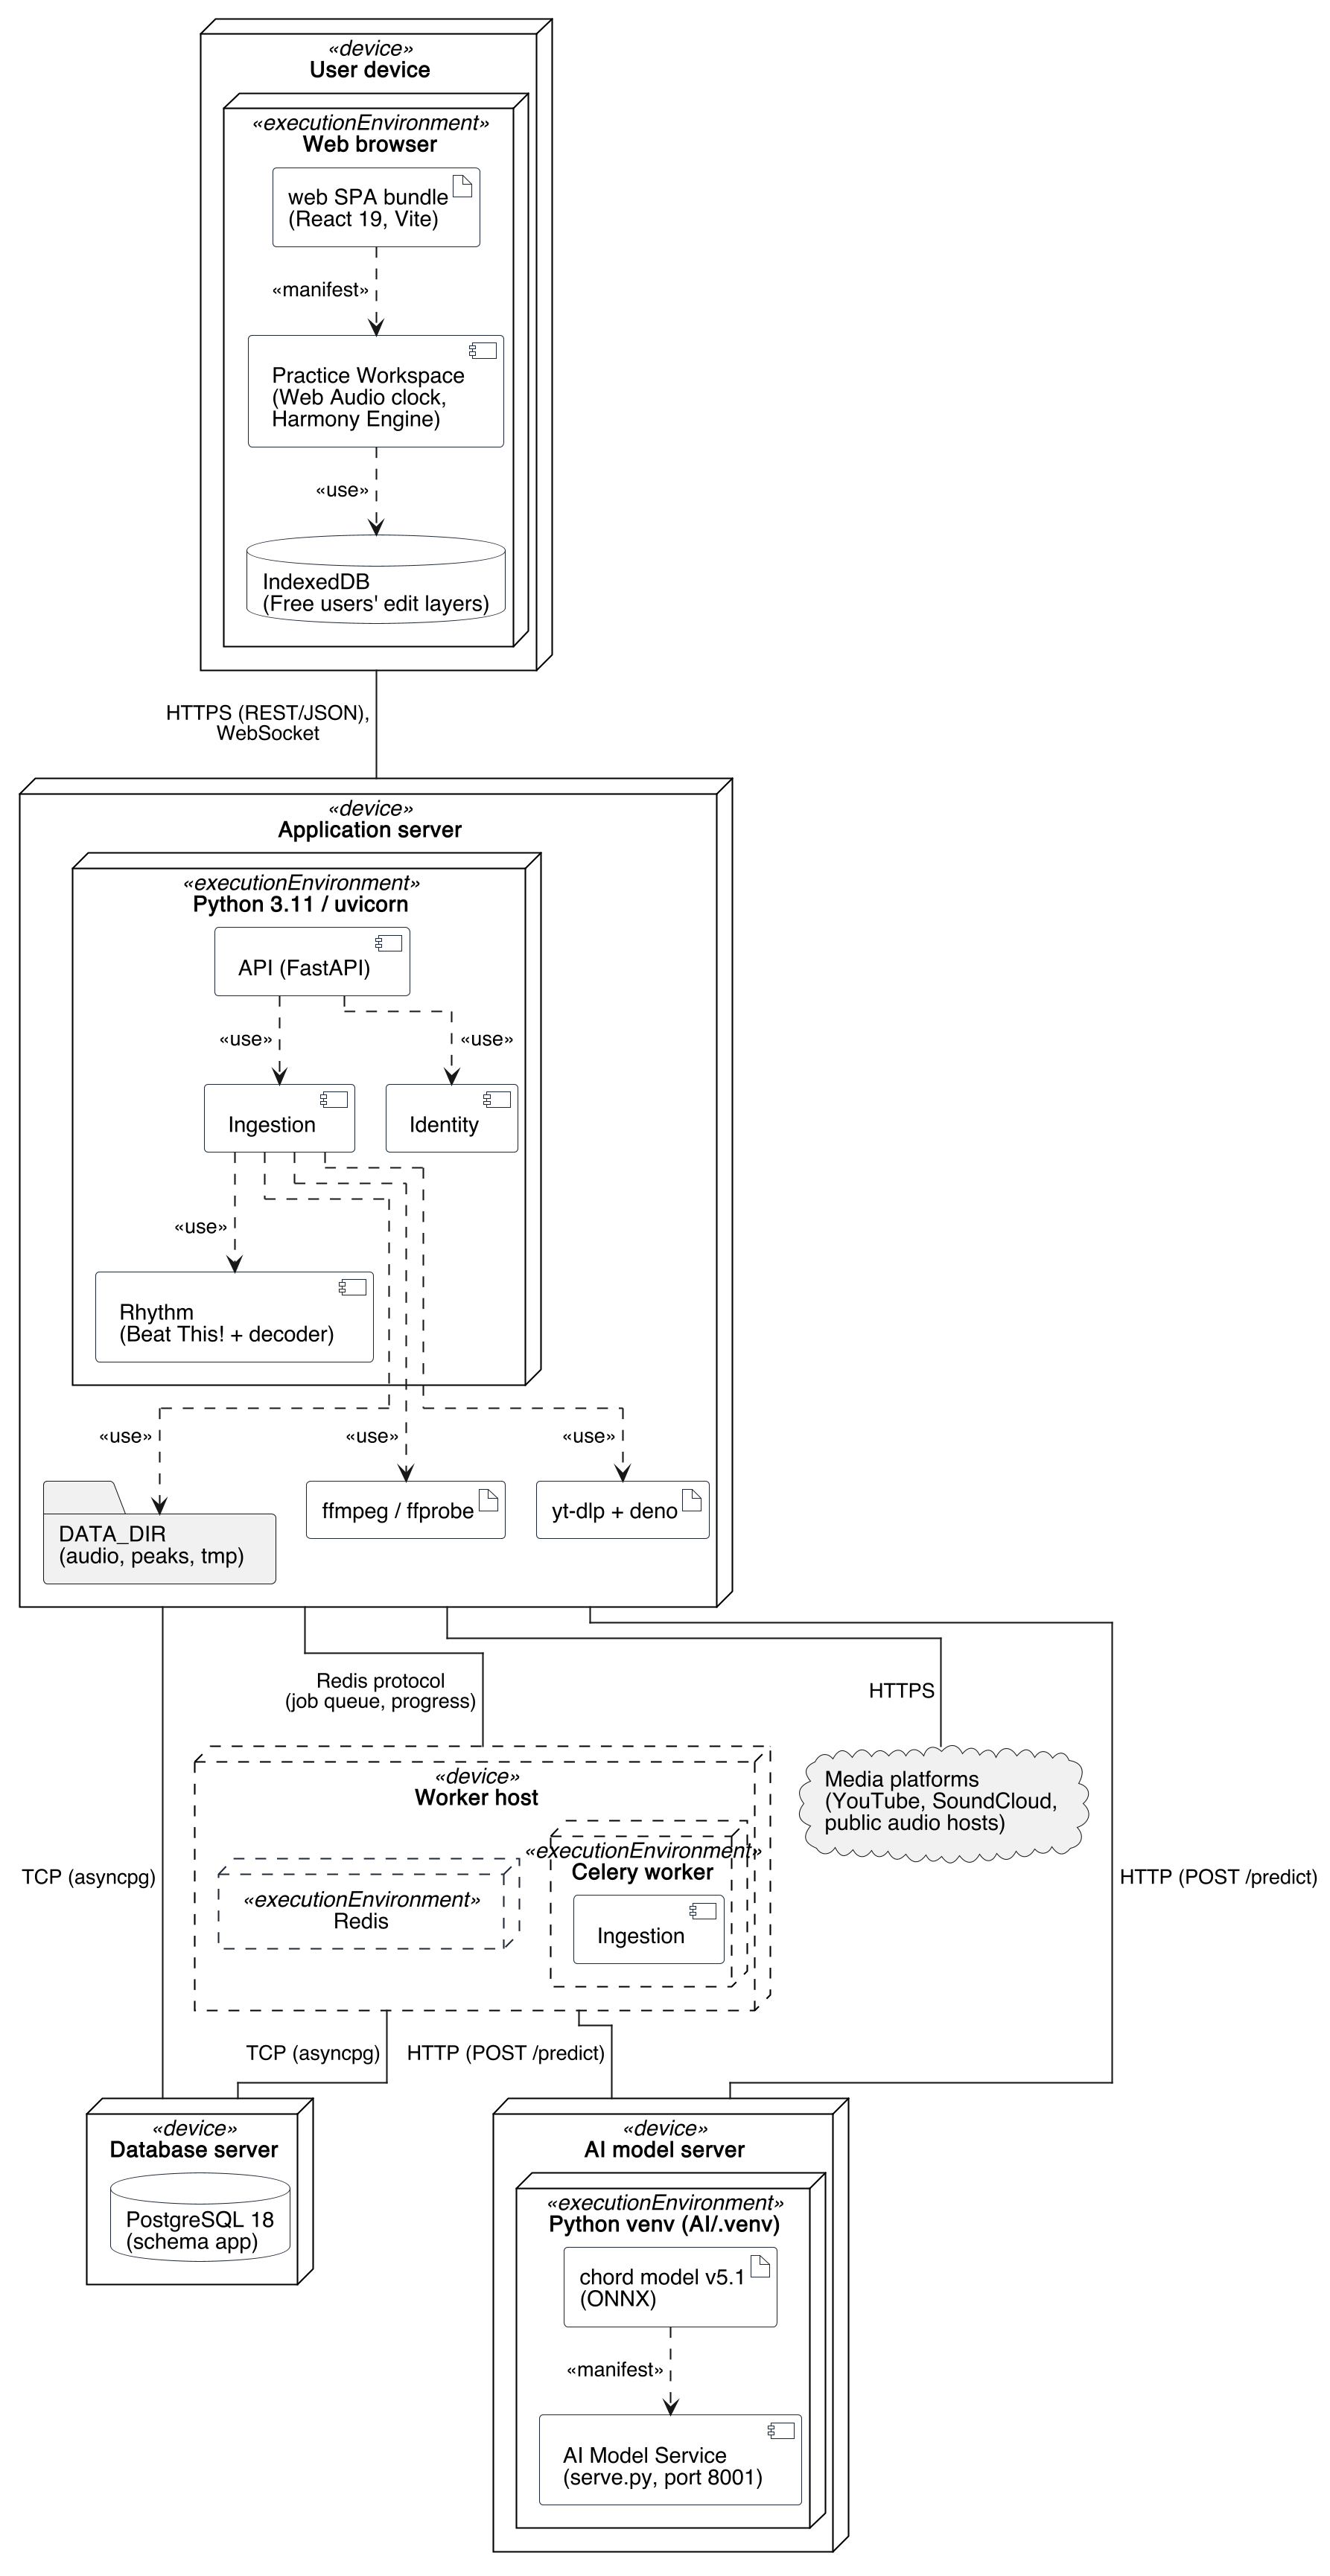 «device»
User device
«executionEnvironment»
Web browser
web SPA bundle
(React 19, Vite)
«manifest»
Practice Workspace
(Web Audio clock,
Harmony Engine)
«use»
IndexedDB
(Free users' edit layers)
HTTPS (REST/JSON),
WebSocket
«device»
Application server
«executionEnvironment»
Python 3.11 / uvicorn
API (FastAPI)
«use»
«use»
Ingestion
Identity
«use»
Rhythm
(Beat This! + decoder)
«use»
«use»
«use»
DATA_DIR
(audio, peaks, tmp)
ffmpeg / ffprobe
yt-dlp + deno
Redis protocol
(job queue, progress)
HTTPS
«device»
Worker host
Media platforms
(YouTube, SoundCloud,
public audio hosts)
«executionEnvironment»
Celery worker
TCP (asyncpg)
HTTP (POST /predict)
«executionEnvironment»
Redis
Ingestion
TCP (asyncpg)
HTTP (POST /predict)
«device»
Database server
PostgreSQL 18
(schema app)
«device»
AI model server
«executionEnvironment»
Python venv (AI/.venv)
chord model v5.1
(ONNX)
«manifest»
AI Model Service
(serve.py, port 8001)